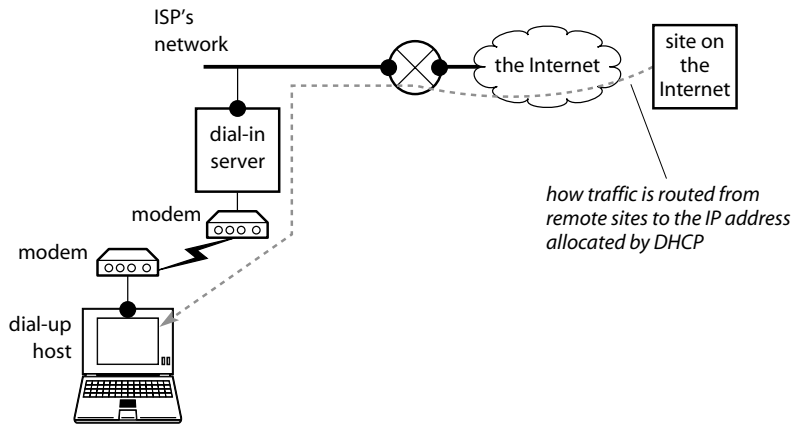 ISP's
network
the Internet
site on
the
Internet
dial-in
server
modem
modem
how traffic is routed from
remote sites to the IP address
allocated by DHCP
dial-up
host